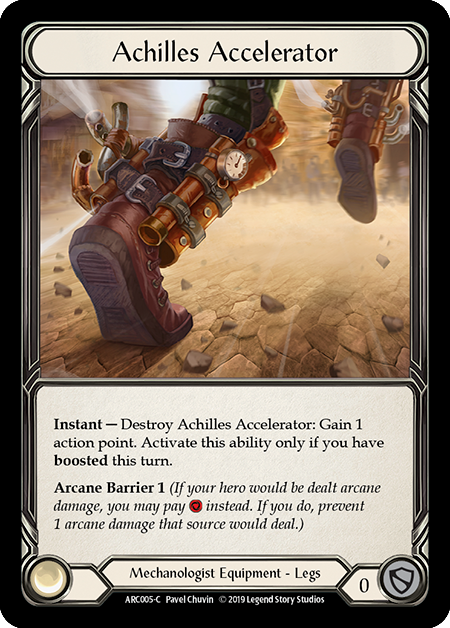 Achilles Accelerator
Instant — Destroy Achilles Accelerator: Gain 1
action point. Activate this ability only if you have
boosted this turn.
Arcane Barrier 1 (If your hero would be dealt arcane
damage, you may pay instead. If you do, prevent
1 arcane damage that source would deal.)
Mechanologist Equipment - Legs
0
ARC005-C Pavel Chuvin © 2019 Legend Story Studios